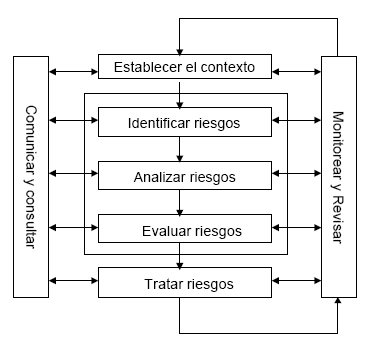 Establecer el contexto
Identificar riesgos
Analizar riesgos
Evaluar riesgos
Tratar riesgos
Comunicar y consultar
Monitorear y Revisar